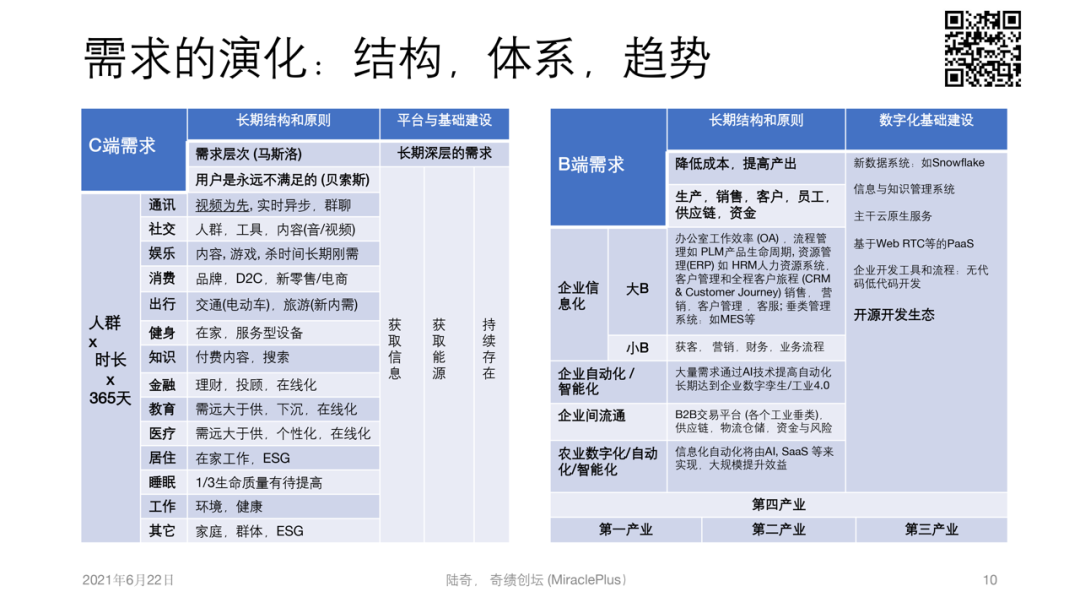 需求的演化：结构，体系，趋势
C端需求
长期结构和原则
平台与基础建设
需求层次 (马斯洛)
长期深层的需求
用户是永远不满足的 (贝索斯)
人群
x
时长
x
365天
通讯
视频为先, 实时异步，群聊
社交
人群，工具，内容(音/视频)
娱乐
内容, 游戏, 杀时间长期刚需
消费
品牌，D2C，新零售/电商
出行
交通(电动车)，旅游(新内需)
健身
在家，服务型设备
知识
付费内容，搜索
金融
理财，投顾，在线化
教育
需远大于供，下沉，在线化
医疗
需远大于供，个性化，在线化
居住
在家工作，ESG
睡眠
1/3生命质量有待提高
工作
环境，健康
其它
家庭，群体，ESG
获取信息
获取能源
持续存在
B端需求
长期结构和原则
数字化基础建设
降低成本，提高产出
生产，销售，客户，员工，
供应链，资金
企业信
息化
大B
办公室工作效率 (OA) ，流程管
理如 PLM产品生命周期, 资源管
理(ERP) 如 HRM人力资源系统，
客户管理和全程客户旅程 (CRM
& Customer Journey) 销售， 营
销，客户管理 ，客服; 垂类管理
系统：如MES等
小B
获客， 营销，财务，业务流程
企业自动化 /
智能化
大量需求通过AI技术提高自动化
长期达到企业数字孪生/工业4.0
企业间流通
B2B交易平台 (各个工业垂类),
供应链，物流仓储，资金与风险
农业数字化/自动
化/智能化
信息化自动化将由AI, SaaS 等来
实现，大规模提升效益
新数据系统：如Snowflake
信息与知识管理系统
主干云原生服务
基于Web RTC等的PaaS
企业开发工具和流程：无代
码低代码开发
开源开发生态
第四产业
第一产业
第二产业
第三产业
2021年6月22日
陆奇， 奇绩创坛 (MiraclePlus)
10